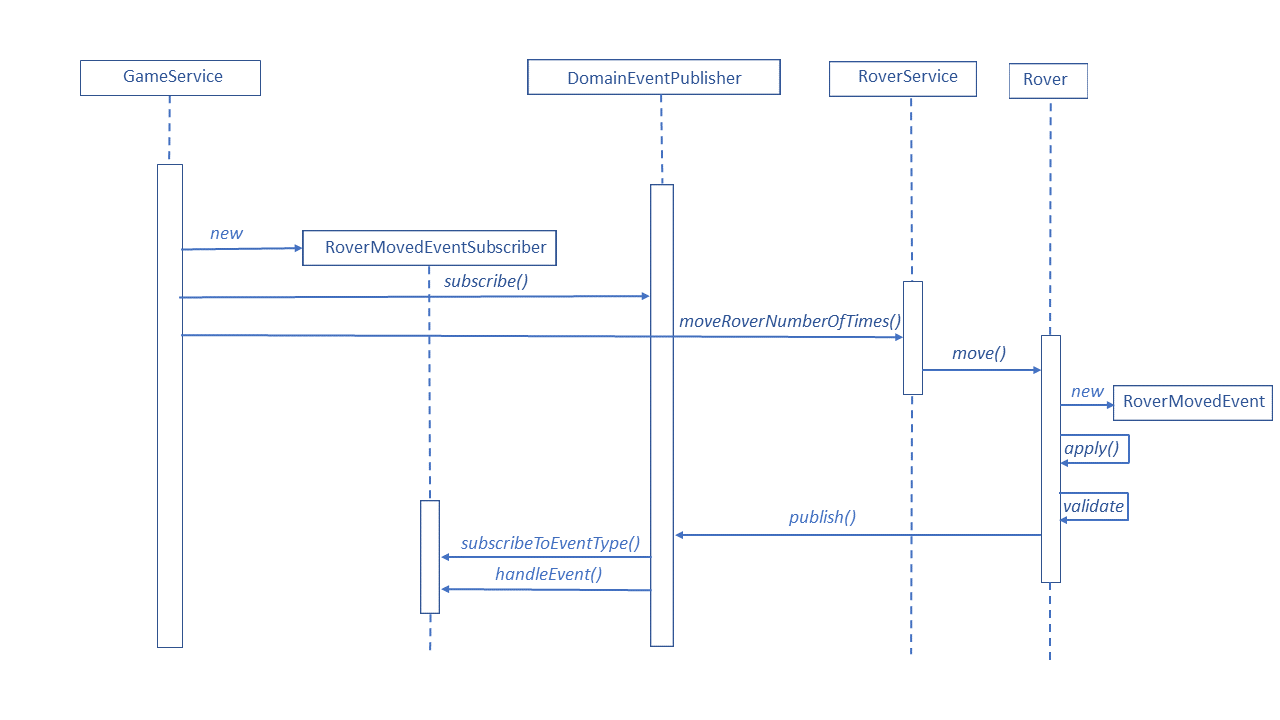 GameService
DomainEventPublisher
RoverService
Rover
new
RoverMovedEventSubscriber
subscribe()
moveRoverNumberOfTimes()
move()
new
RoverMovedEvent
apply()
validate
publish()
subscribeToEventType()
handleEvent()